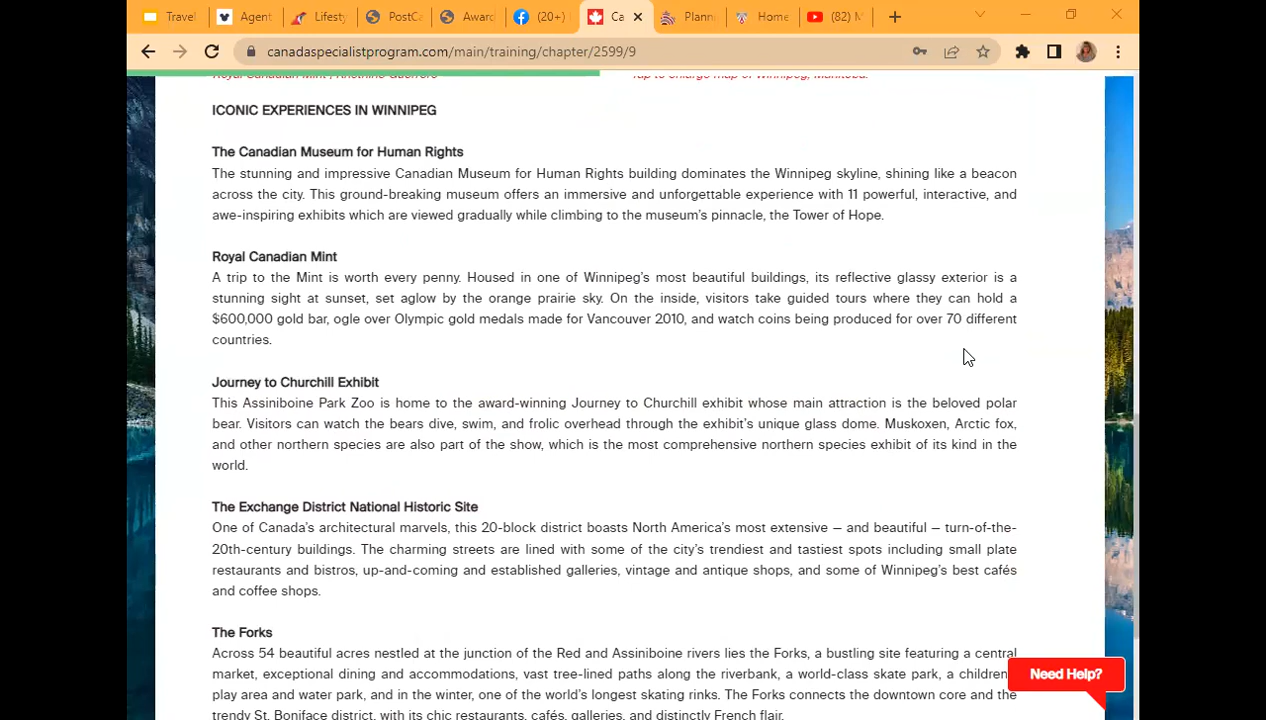 Travel
Agent
Lifesty
PostCa
Award
(20+)
Ca
Planni
Home
(82) M
canadaspecialistprogram.com/main/training/chapter/2599/9
Tap to enlarge map of Winnipeg, Manitoba.
ICONIC EXPERIENCES IN WINNIPEG
The Canadian Museum for Human Rights
The stunning and impressive Canadian Museum for Human Rights building dominates the Winnipeg skyline, shining like a beacon
across the city. This ground-breaking museum offers an immersive and unforgettable experience with 11 powerful, interactive, and
awe-inspiring exhibits which are viewed gradually while climbing to the museum's pinnacle, the Tower of Hope.
Royal Canadian Mint
A trip to the Mint is worth every penny. Housed in one of Winnipeg's most beautiful buildings, its reflective glassy exterior is a
stunning sight at sunset, set aglow by the orange prairie sky. On the inside, visitors take guided tours where they can hold a
$600,000 gold bar, ogle over Olympic gold medals made for Vancouver 2010, and watch coins being produced for over 70 different
countries.
Journey to Churchill Exhibit
This Assiniboine Park Zoo is home to the award-winning Journey to Churchill exhibit whose main attraction is the beloved polar
bear. Visitors can watch the bears dive, swim, and frolic overhead through the exhibit's unique glass dome. Muskoxen, Arctic fox,
and other northern species are also part of the show, which is the most comprehensive northern species exhibit of its kind in the
world.
The Exchange District National Historic Site
One of Canada's architectural marvels, this 20-block district boasts North America's most extensive – and beautiful – turn-of-the-
20th-century buildings. The charming streets are lined with some of the city's trendiest and tastiest spots including small plate
restaurants and bistros, up-and-coming and established galleries, vintage and antique shops, and some of Winnipeg's best cafés
and coffee shops.
The Forks
Across 54 beautiful acres nestled at the junction of the Red and Assiniboine rivers lies the Forks, a bustling site featuring a central
market, exceptional dining and accommodations, vast tree-lined paths along the riverbank, a world-class skate park, a children
play area and water park, and in the winter, one of the world's longest skating rinks. The Forks connects the downtown core and the
trendy St. Boniface district, with its chic restaurants, cafés, galleries, and distinctly French flair.
Need Help?